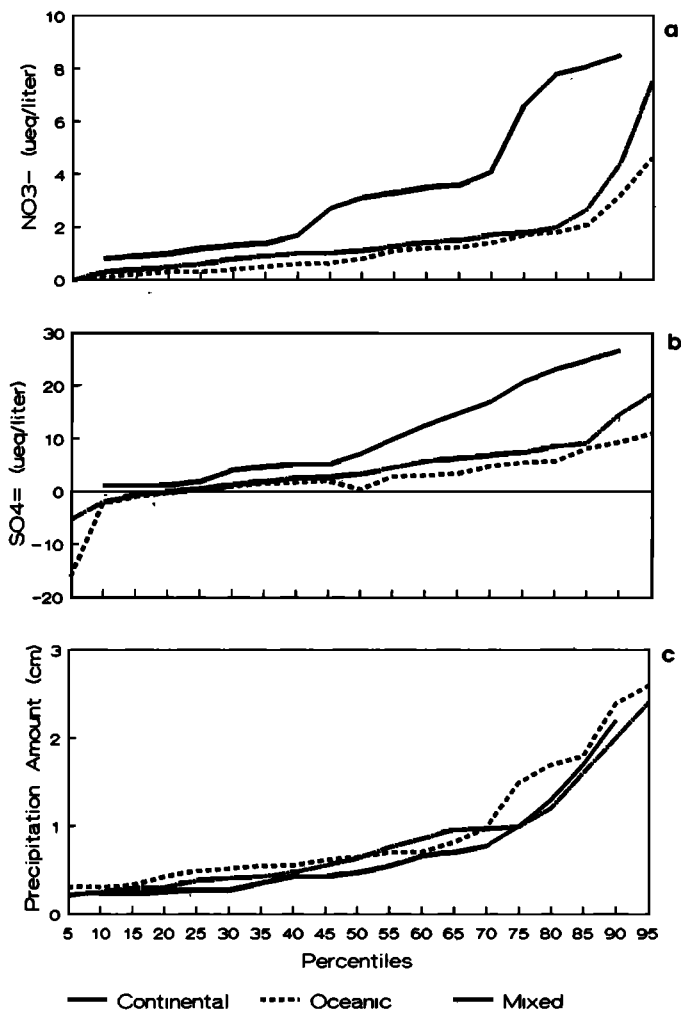 a
NO3- (ueq/liter)
10
8
6
4
2
0
b
SO4= (ueq/liter)
30
20
10
0
-10
-20
c
Precipitation Amount (cm)
3
2
1
0
5 10 15 20 25 30 35 40 45 50 55 60 65 70 75 80 85 90 95
Percentiles
Continental Oceanic Mixed